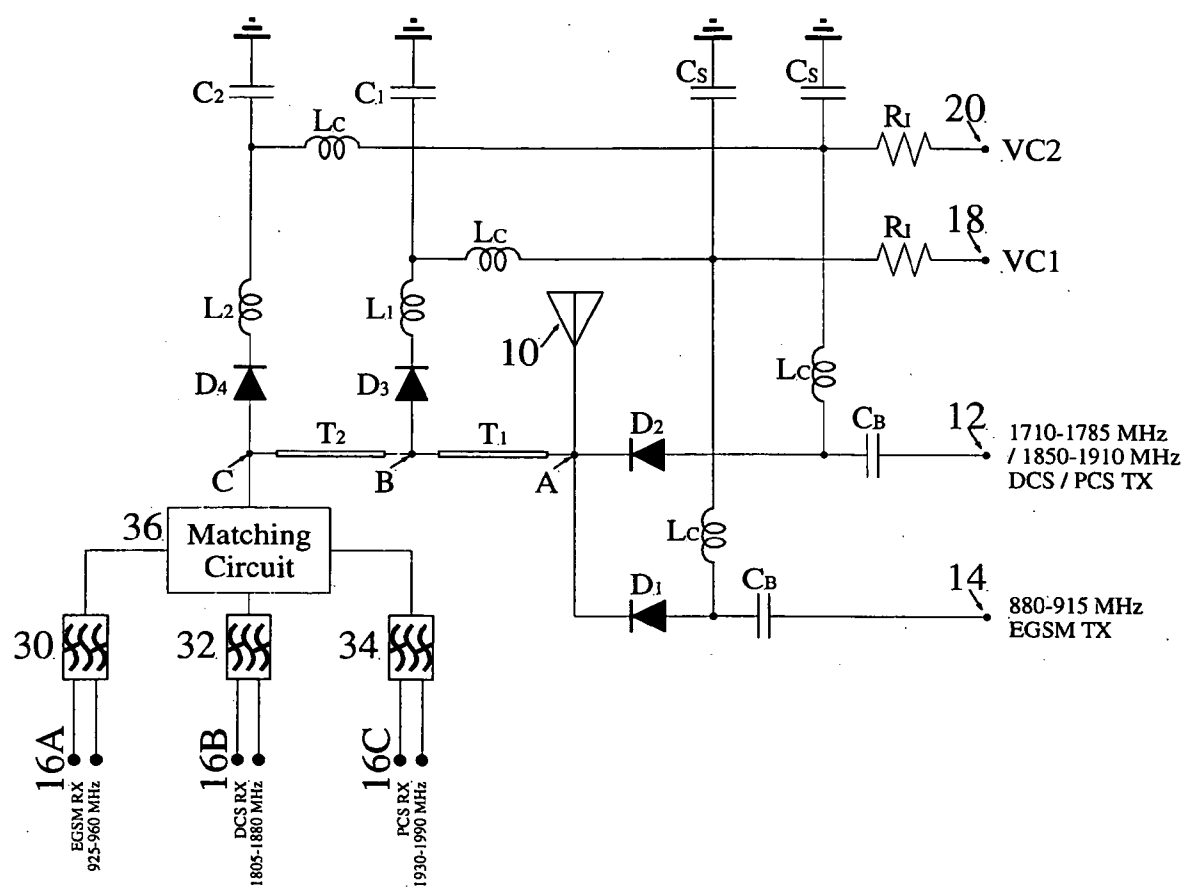 C2
C1
CS
CS
LC
RI
20
VC2
LC
RI
18
VC1
L2
L1
10
LC
D4
D3
T2
T1
D2
CB
12
1710-1785 MHz
/ 1850-1910 MHz
DCS / PCS TX
C
B
A
36
Matching
Circuit
LC
D1
CB
14
880-915 MHz
EGSM TX
30
32
34
16A
EGSM RX
925-960 MHz
16B
DCS RX
1805-1880 MHz
16C
PCS RX
1930-1990 MHz